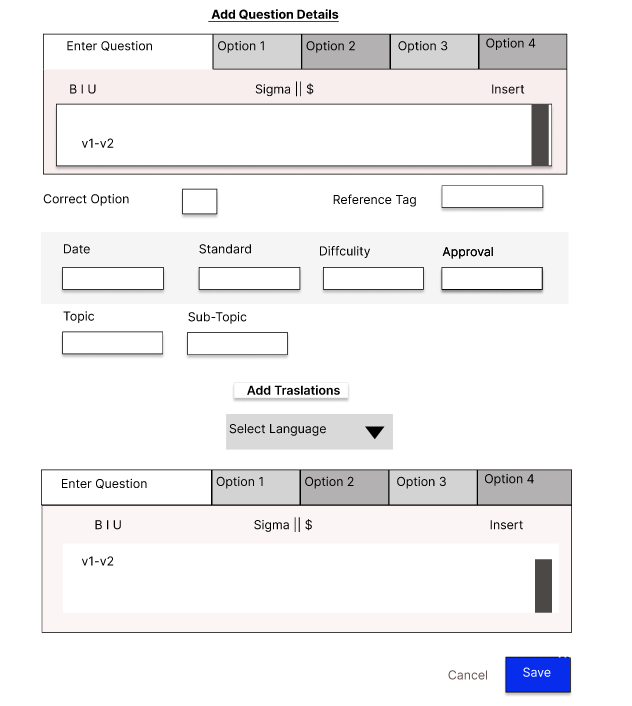 Add Question Details
Enter Question Option 1 Option 2 Option 3 Option 4
B I U Sigma || $ Insert
v1-v2
Correct Option Reference Tag
Date Standard Diffculity Approval
Topic Sub-Topic
Add Traslations
Select Language
Enter Question Option 1 Option 2 Option 3 Option 4
B I U Sigma || $ Insert
v1-v2
Cancel Save